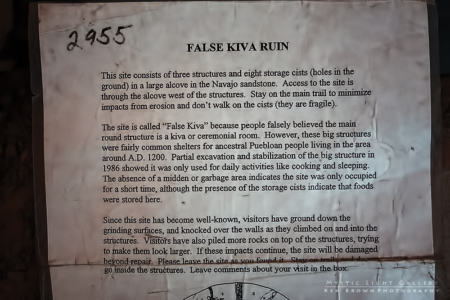 2955
FALSE KIVA RUIN
This site consists of three structures and eight storage cists (holes in the
ground) in a large alcove in the Navajo sandstone. Access to the site is
through the alcove west of the structures. Stay on the main trail to minimize
impacts from erosion and don't walk on the cists (they are fragile).
The site is called "False Kiva" because people falsely believed the main
round structure is a kiva or ceremonial room. However, these big structures
were fairly common shelters for ancestral Puebloan people living in the area
around A.D. 1200. Partial excavation and stabilization of the big structure in
1986 showed it was only used for daily activities like cooking and sleeping.
The absence of a midden or garbage area indicates the site was only occupied
for a short time, although the presence of the storage cists indicate that foods
were stored here.
Since this site has become well-known, visitors have ground down the
grinding surfaces, and knocked over the walls as they climbed on and into the
structures. Visitors have also piled more rocks on top of the structures, trying
to make them look larger. If these impacts continue, the site will be damaged
beyond repair. Please leave the site as you found it. Stay on
go inside the structures. Leave comments about your visit in the box.
Mystic Light Gallery
Ken Brown Photography